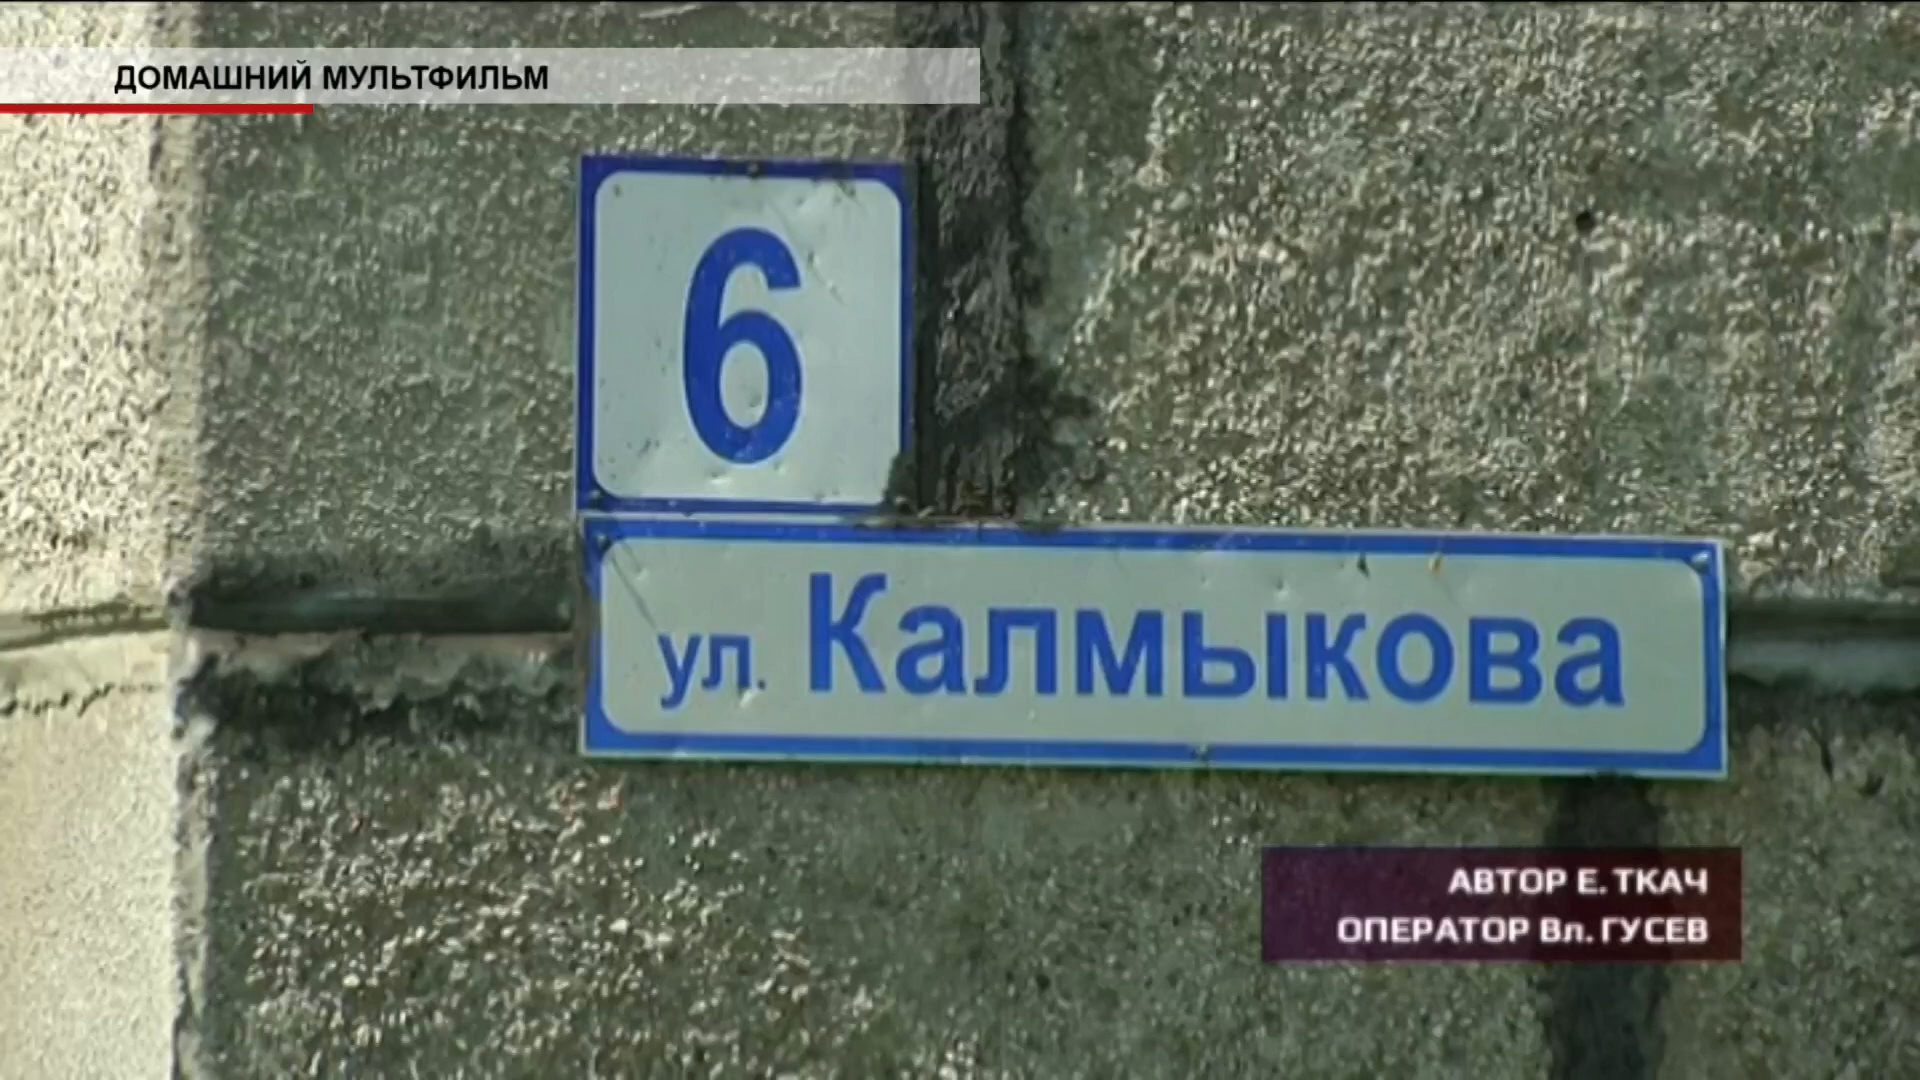 ДОМАШНИЙ МУЛЬТФИЛЬМ
6
ул. Калмыкова
АВТОР Е. ТКАЧ
ОПЕРАТОР Вл. ГУСЕВ